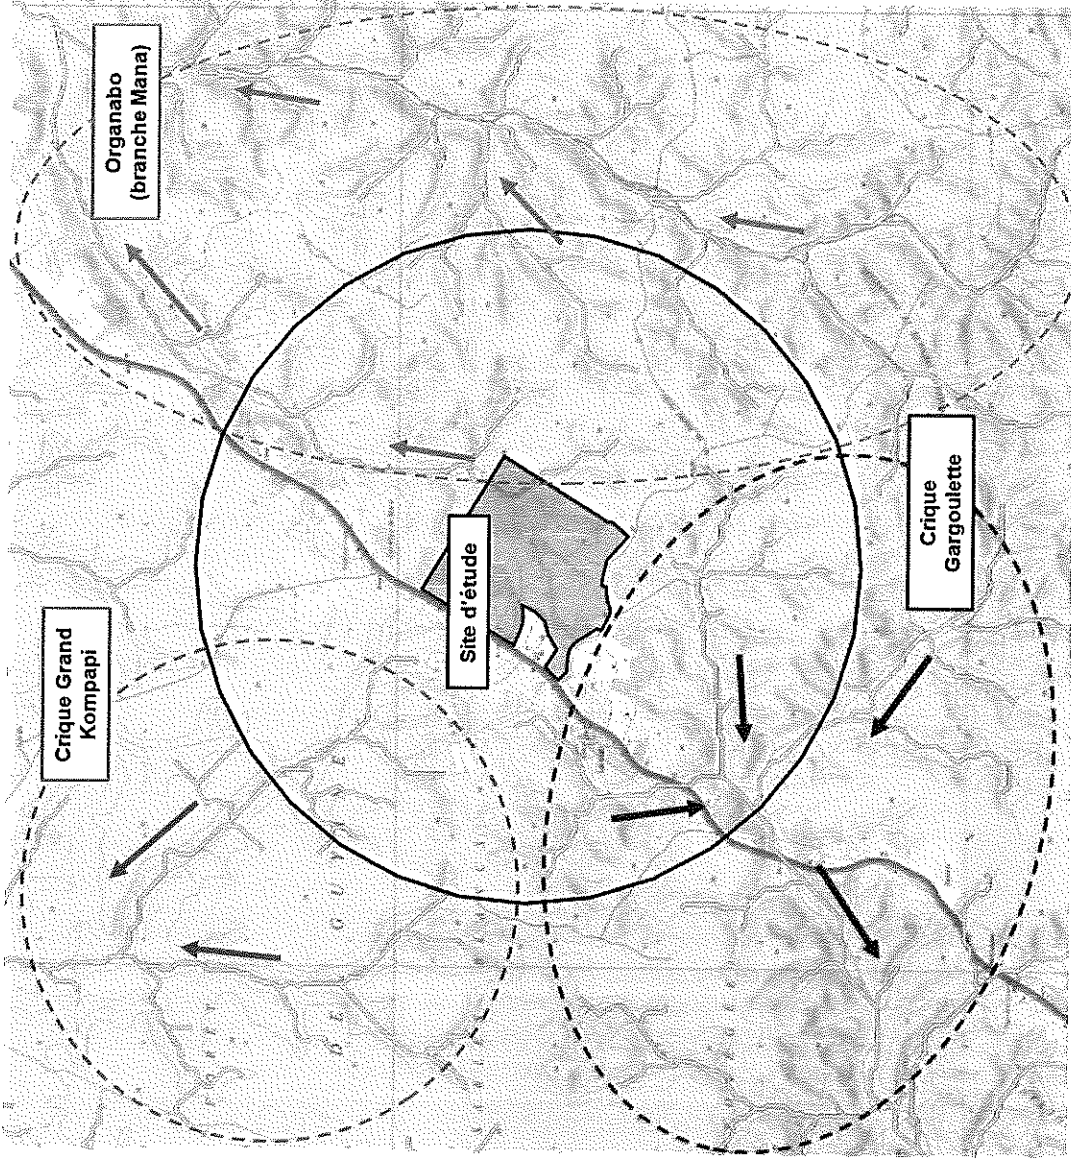 Organabo
(branche Mana)
Crique Grand
Kompapi
Site d'étude
Crique
Gargoulette